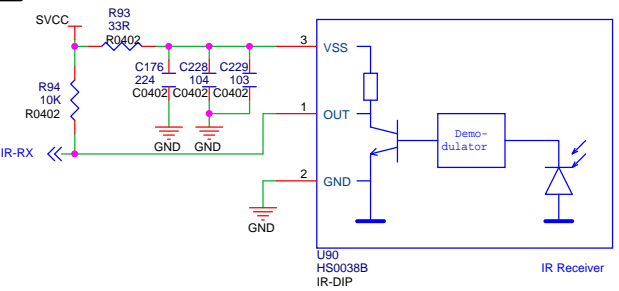 R93
SVCC
33R
R0402
3
VSS
C176
C228
C229
224
104
103
C0402
C0402
C0402
R94
10K
R0402
1
OUT
Demo-
dulator
GND
GND
IR-RX
2
GND
GND
U90
HS0038B
IR Receiver
IR-DIP